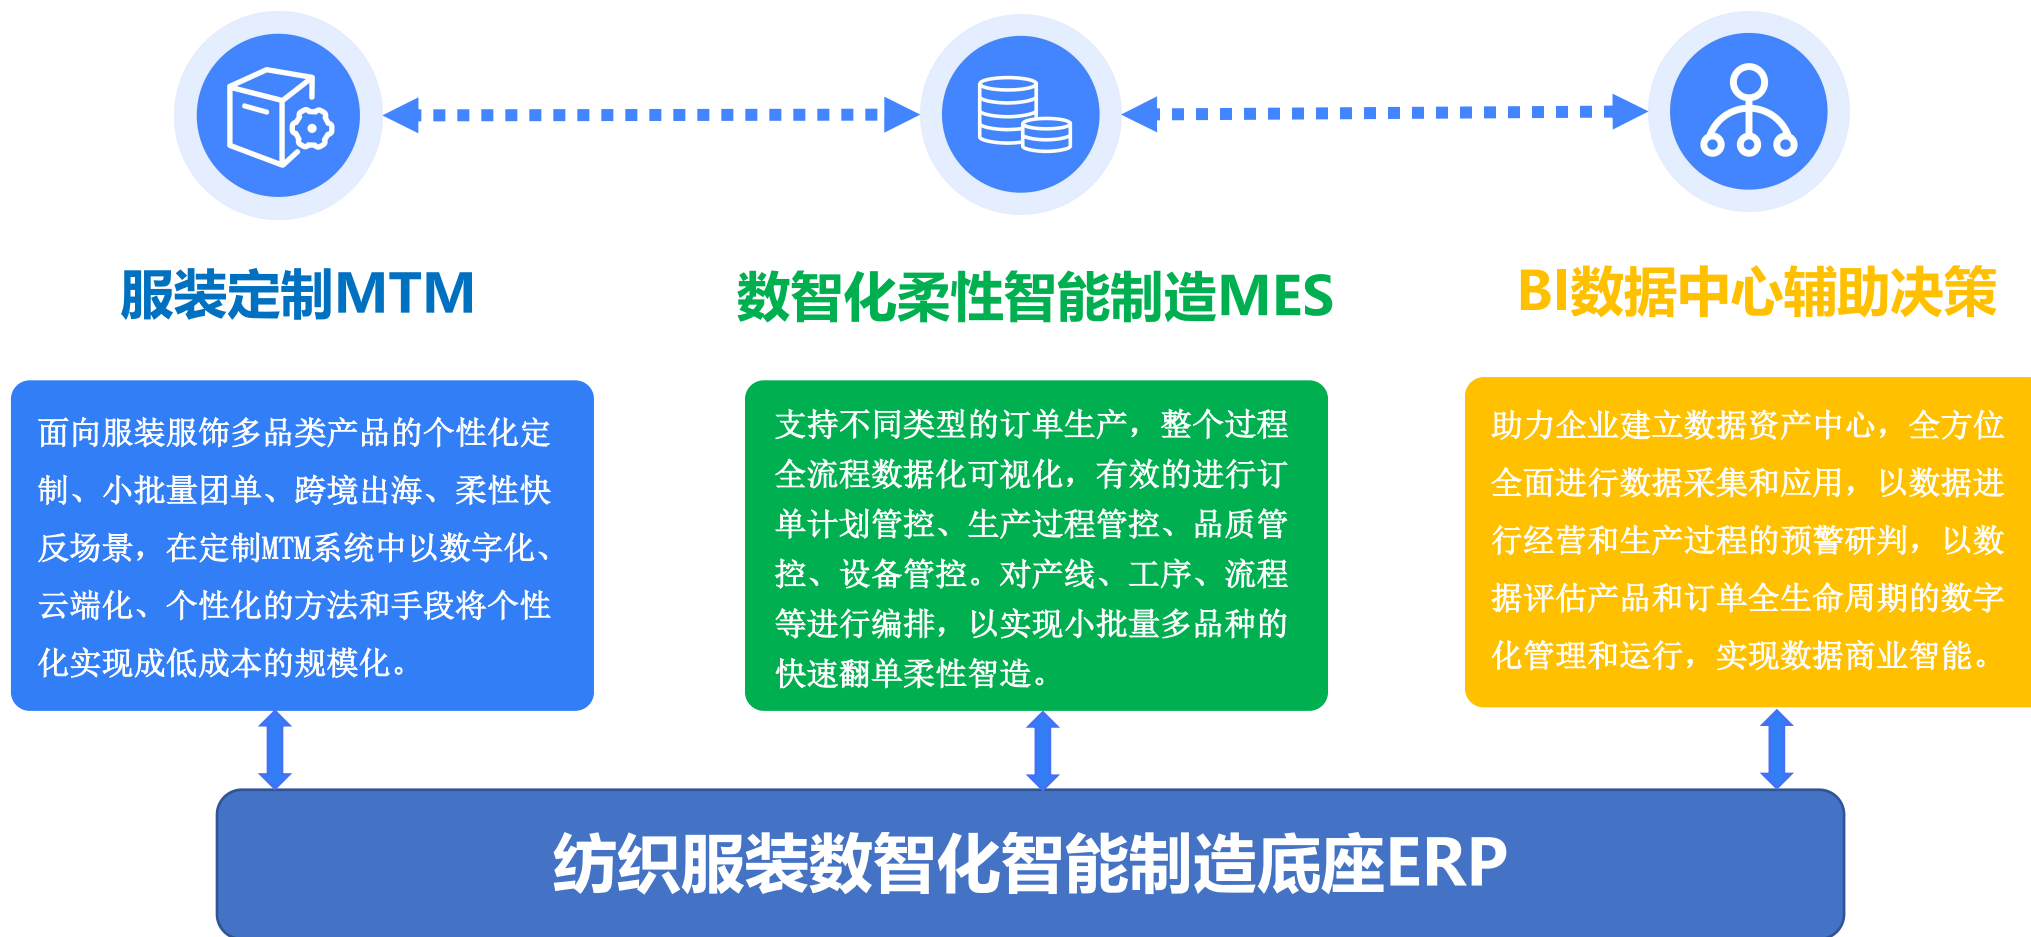 服装定制MTM
数智化柔性智能制造MES
BI数据中心辅助决策
面向服装服饰多品类产品的个性化定
制、小批量团单、跨境出海、柔性快
反场景，在定制MTM系统中以数字化、
云端化、个性化的方法和手段将个性
化实现成低成本的规模化。
支持不同类型的订单生产，整个过程
全流程数据化可视化，有效的进行订
单计划管控、生产过程管控、品质管
控、设备管控。对产线、工序、流程
等进行编排，以实现小批量多品种的
快速翻单柔性智造。
助力企业建立数据资产中心，全方位
全面进行数据采集和应用，以数据进
行经营和生产过程的预警研判，以数
据评估产品和订单全生命周期的数字
化管理和运行，实现数据商业智能。
纺织服装数智化智能制造底座ERP